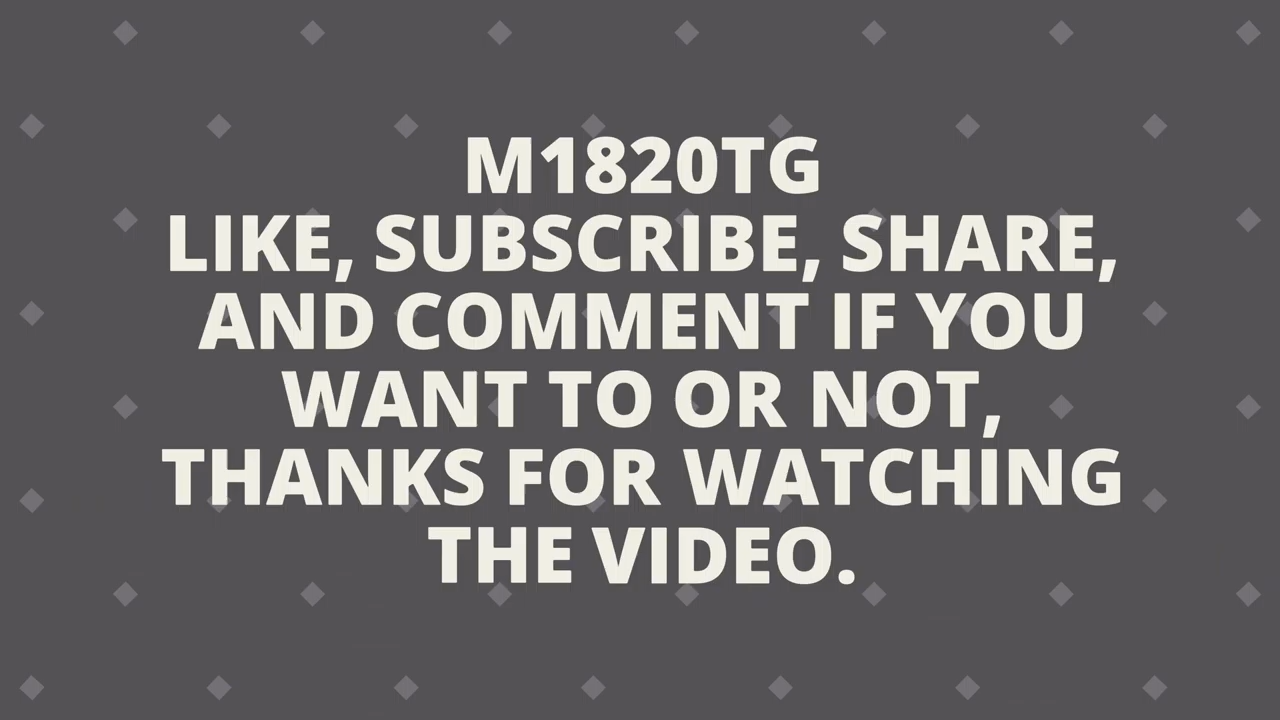 M1820TG
LIKE, SUBSCRIBE, SHARE,
AND COMMENT IF YOU
WANT TO OR NOT,
THANKS FOR WATCHING
THE VIDEO.